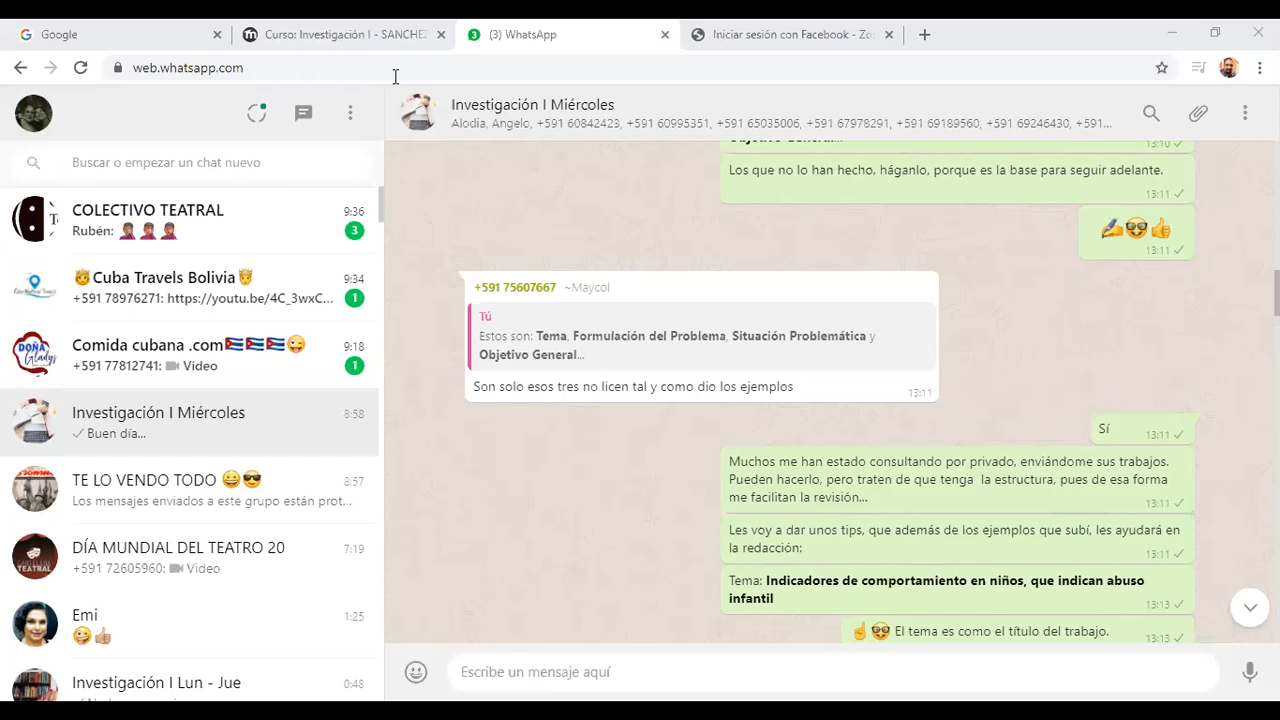 Google
Curso: Investigación I - SANCHEZ
(3) WhatsApp
Iniciar sesión con Facebook - Zo
web.whatsapp.com
Investigación I Miércoles
Alodia, Angelo, +591 60842423, +591 60995351, +591 65035006, +591 67978291, +591 69189560, +591 69246430, +591...
Buscar o empezar un chat nuevo
COLECTIVO TEATRAL 9:36
Rubén: 🤦🏽‍♀️🤦🏽‍♀️🤦🏽‍♀️ 3
🤴Cuba Travels Bolivia🤴 9:34
+591 78976271: https://youtu.be/4C_3wxC... 1
Comida cubana .com🇨🇺🇨🇺🇨🇺😜 9:18
+591 77812741: Video 1
Investigación I Miércoles 8:58
Buen día...
TE LO VENDO TODO 😀😎 8:57
Los mensajes enviados a este grupo están prot...
DÍA MUNDIAL DEL TEATRO 20 7:19
+591 72605960: Video
Emi 1:25
😜👍🏼
Investigación I Lun - Jue 0:48
Objetivo General...
13:10
Los que no lo han hecho, háganlo, porque es la base para seguir adelante.
13:11
✍️🤓👍
13:11
+591 75607667 ~Maycol
Tú
Estos son: Tema, Formulación del Problema, Situación Problemática y
Objetivo General...
Son solo esos tres no licen tal y como dio los ejemplos
13:11
Sí
13:11
Muchos me han estado consultando por privado, enviándome sus trabajos.
Pueden hacerlo, pero traten de que tenga la estructura, pues de esa forma
me facilitan la revisión...
13:11
Les voy a dar unos tips, que además de los ejemplos que subí, les ayudará en
la redacción:
13:11
Tema: Indicadores de comportamiento en niños, que indican abuso
infantil
13:13
☝️🤓 El tema es como el título del trabajo.
13:13
Escribe un mensaje aquí